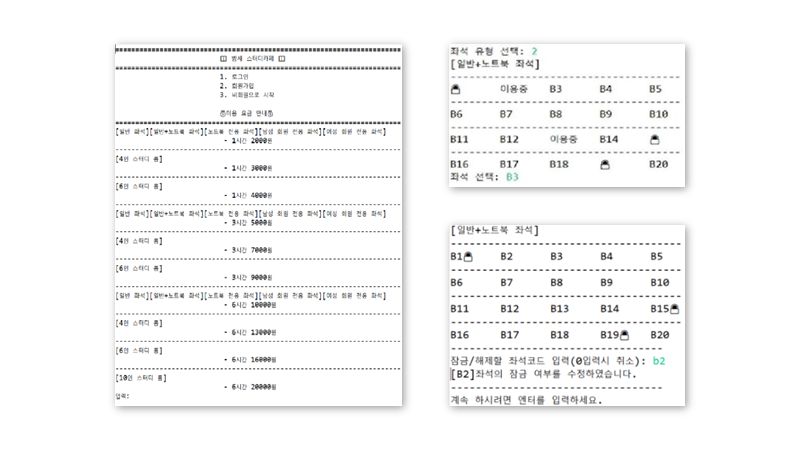 범계 스터디카페
1. 로그인
2. 회원가입
3. 비회원으로 시작
이용 요금 안내
[일반 좌석][일반+노트북 좌석][노트북 전용 좌석][남성 회원 전용 좌석][여성 회원 전용 좌석]
- 1시간 2000원
[4인 스터디 룸]
- 1시간 3000원
[6인 스터디 룸]
- 1시간 4000원
[일반 좌석][일반+노트북 좌석][노트북 전용 좌석][남성 회원 전용 좌석][여성 회원 전용 좌석]
- 3시간 5000원
[4인 스터디 룸]
- 3시간 7000원
[6인 스터디 룸]
- 3시간 9000원
[일반 좌석][일반+노트북 좌석][노트북 전용 좌석][남성 회원 전용 좌석][여성 회원 전용 좌석]
- 6시간 10000원
[4인 스터디 룸]
- 6시간 13000원
[6인 스터디 룸]
- 6시간 16000원
[10인 스터디 룸]
- 6시간 20000원
입력:
좌석 유형 선택: 2
[일반+노트북 좌석]
이용중 B3 B4 B5
B6 B7 B8 B9 B10
B11 B12 이용중 B14
B16 B17 B18 B20
좌석 선택: B3
[일반+노트북 좌석]
B1 B2 B3 B4 B5
B6 B7 B8 B9 B10
B11 B12 B13 B14 B15
B16 B17 B18 B19 B20
잠금/해제할 좌석코드 입력(0입력시 취소): b2
[B2]좌석의 잠금 여부를 수정하였습니다.
계속 하시려면 엔터를 입력하세요.